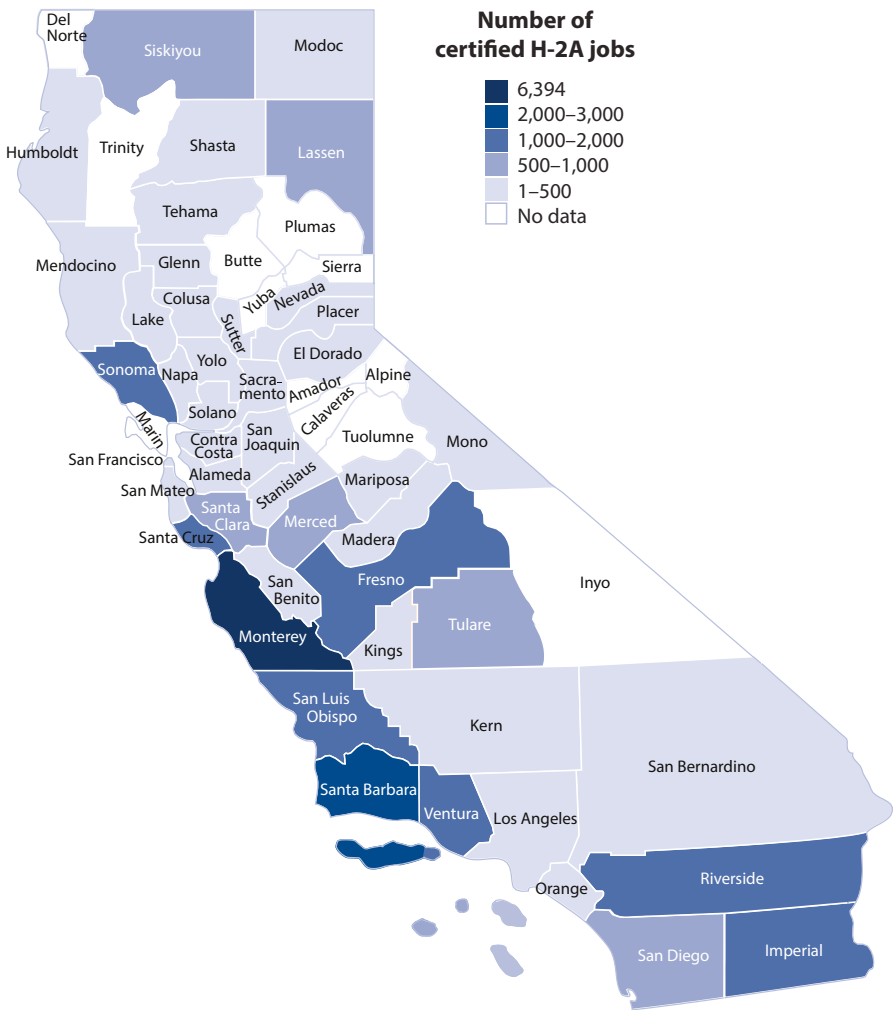 Number of
certified H-2A jobs
6,394
2,000–3,000
1,000–2,000
500–1,000
1–500
No data
Del
Norte
Siskiyou
Modoc
Humboldt
Trinity
Shasta
Lassen
Tehama
Plumas
Mendocino
Glenn
Butte
Sierra
Colusa
Yuba
Nevada
Lake
Sutter
Placer
Sonoma
Napa
Yolo
El Dorado
Sacra-
mento
Amador
Alpine
Solano
Calaveras
Marin
Contra
Costa
San
Joaquin
Tuolumne
Mono
San Francisco
Alameda
Stanislaus
Mariposa
San Mateo
Santa
Clara
Merced
Santa Cruz
Madera
San
Benito
Fresno
Inyo
Monterey
Kings
Tulare
San Luis
Obispo
Kern
San Bernardino
Santa Barbara
Ventura
Los Angeles
Orange
Riverside
San Diego
Imperial